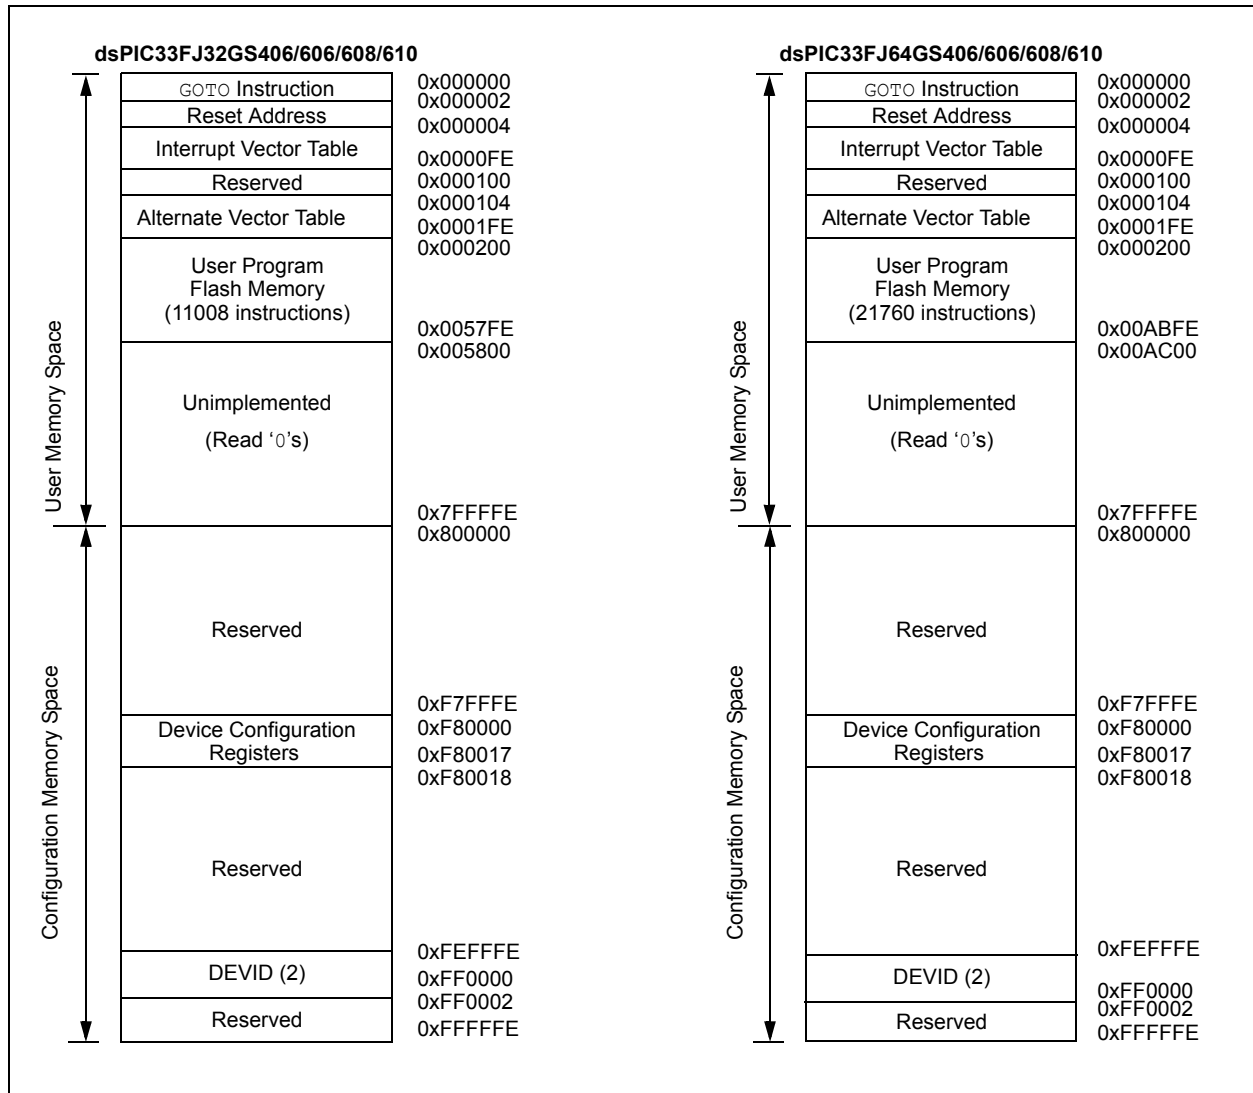 dsPIC33FJ32GS406/606/608/610
GOTO Instruction
0x000000
0x000002
Reset Address
0x000004
Interrupt Vector Table
0x0000FE
Reserved
0x000100
0x000104
Alternate Vector Table
0x0001FE
0x000200
User Program
Flash Memory
(11008 instructions)
0x0057FE
0x005800
Unimplemented
(Read ‘0’s)
0x7FFFFE
0x800000
Reserved
0xF7FFFE
Device Configuration
Registers
0xF80000
0xF80017
0xF80018
Reserved
0xFEFFFE
DEVID (2)
0xFF0000
0xFF0002
Reserved
0xFFFFFE
User Memory Space
Configuration Memory Space
dsPIC33FJ64GS406/606/608/610
GOTO Instruction
0x000000
0x000002
Reset Address
0x000004
Interrupt Vector Table
0x0000FE
Reserved
0x000100
0x000104
Alternate Vector Table
0x0001FE
0x000200
User Program
Flash Memory
(21760 instructions)
0x00ABFE
0x00AC00
Unimplemented
(Read ‘0’s)
0x7FFFFE
0x800000
Reserved
0xF7FFFE
Device Configuration
Registers
0xF80000
0xF80017
0xF80018
Reserved
0xFEFFFE
DEVID (2)
0xFF0000
0xFF0002
Reserved
0xFFFFFE
User Memory Space
Configuration Memory Space